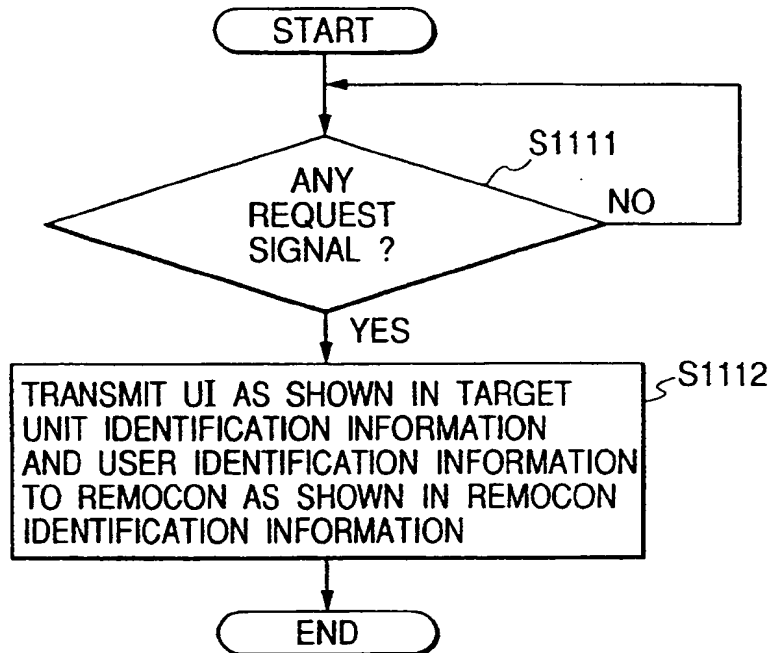 START
S1111
ANY
REQUEST
SIGNAL ?
NO
YES
S1112
TRANSMIT UI AS SHOWN IN TARGET
UNIT IDENTIFICATION INFORMATION
AND USER IDENTIFICATION INFORMATION
TO REMOCON AS SHOWN IN REMOCON
IDENTIFICATION INFORMATION
END